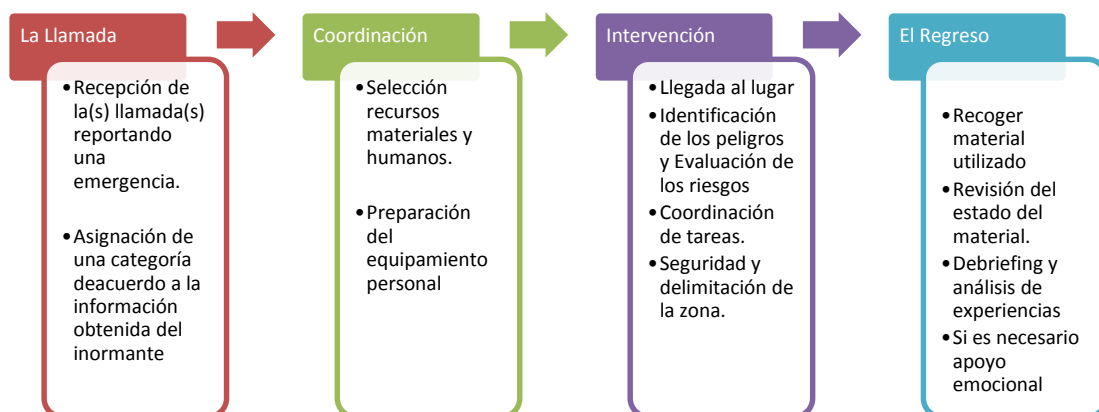 La Llamada
•Recepción de
la(s) llamada(s)
reportando
una
emergencia.
•Asignación de
una categoría
deacuerdo a la
información
obtenida del
inormante
Coordinación
•Selección
recursos
materiales y
humanos.
•Preparación
del
equipamiento
personal
Intervención
•Llegada al lugar
•Identificación
de los peligros
y Evaluación de
los riesgos
•Coordinación
de tareas.
•Seguridad y
delimitación de
la zona.
El Regreso
•Recoger
material
utilizado
•Revisión del
estado del
material.
•Debriefing y
análisis de
experiencias
•Si es necesario
apoyo
emocional